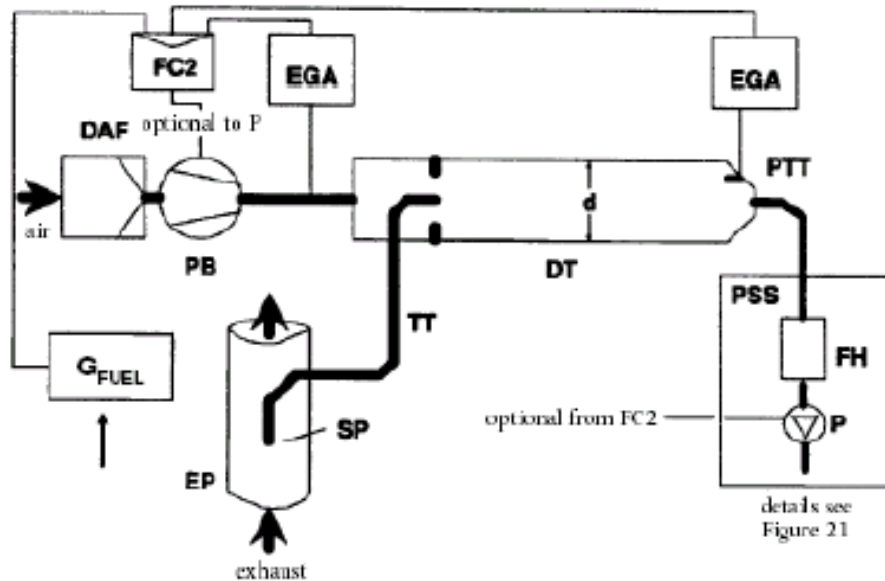 FC2
EGA
EGA
optional to P
DAF
PTT
air
d
PB
DT
PSS
TT
FH
G FUEL
SP
optional from FC2
P
EP
details see
Figure 21
exhaust